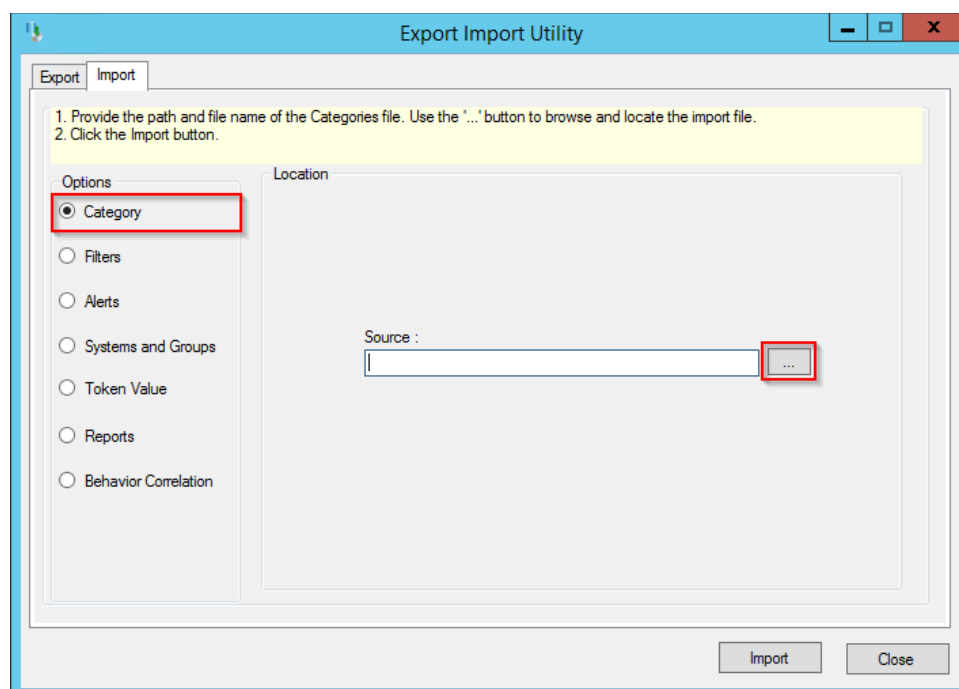 Export Import Utility
x
Export
Import
1. Provide the path and file name of the Categories file. Use the '...' button to browse and locate the import file.
2. Click the Import button.
Options
Category
Filters
Alerts
Systems and Groups
Token Value
Reports
Behavior Correlation
Location
Source :
...
Import
Close